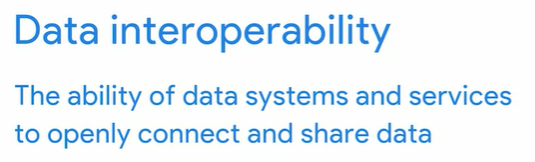 Data interoperability
The ability of data systems and services
to openly connect and share data